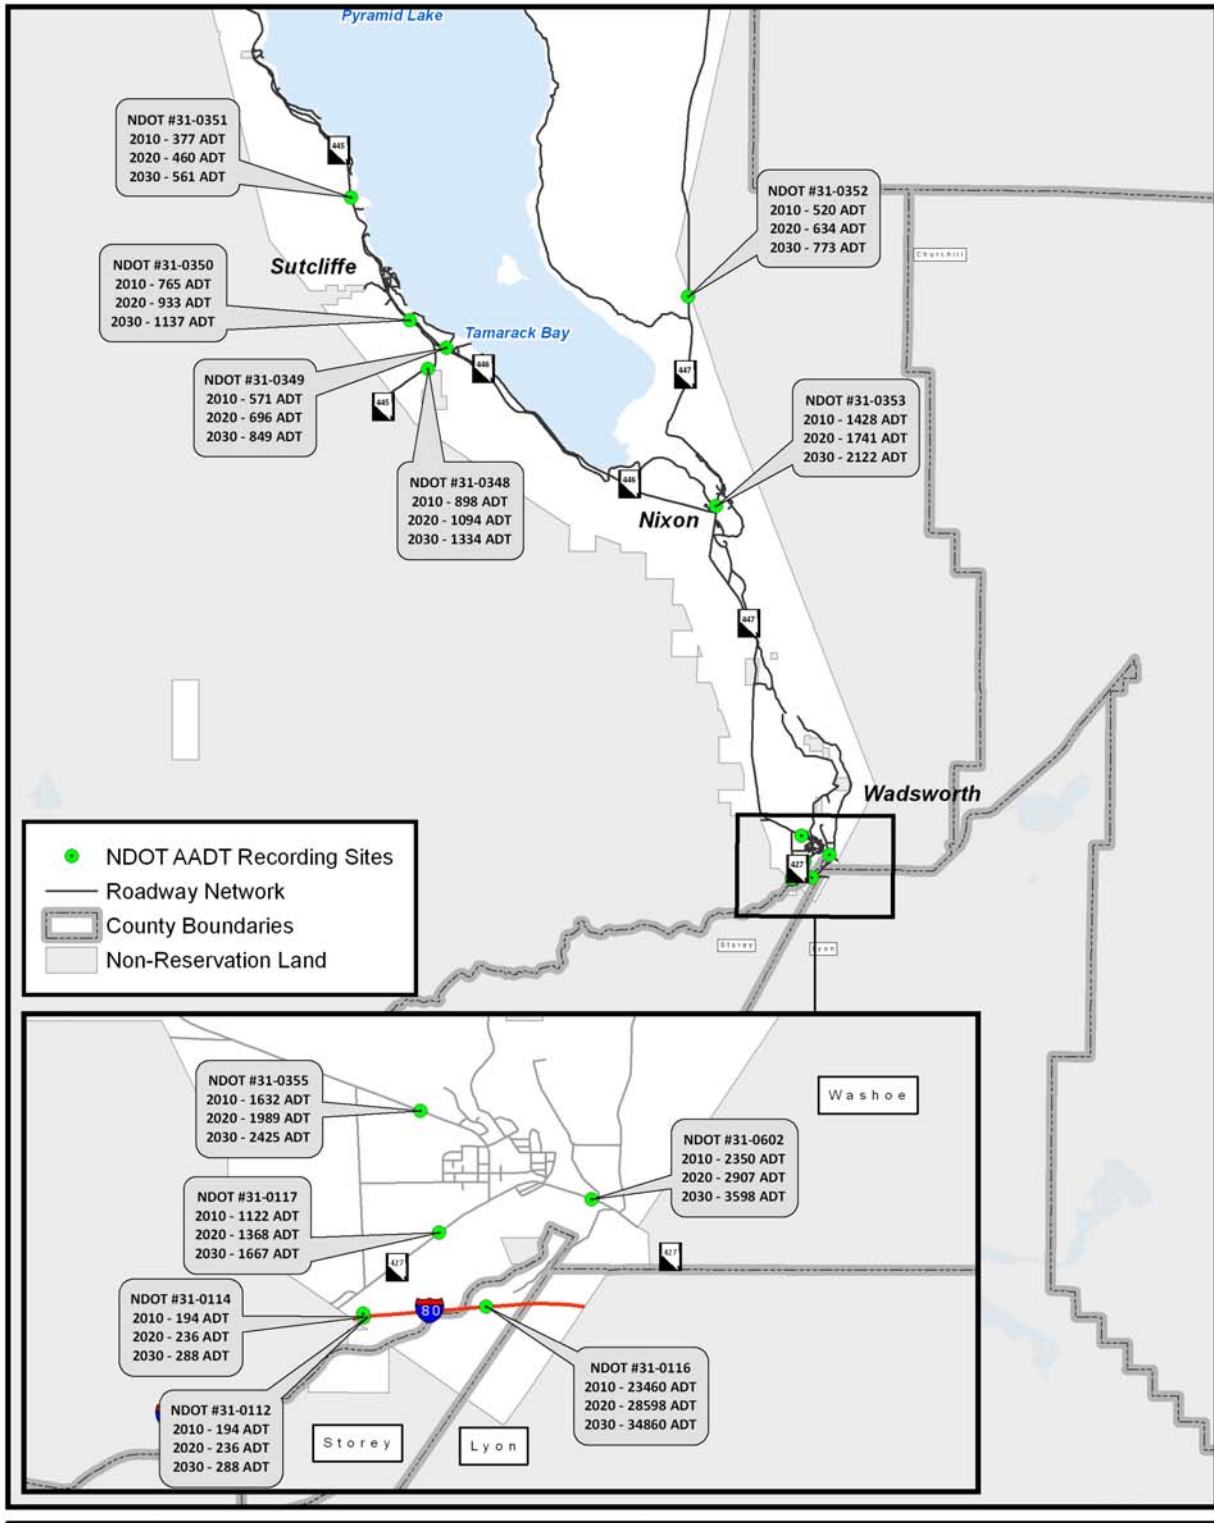 Pyramid Lake
NDOT #31-0351
2010 - 377 ADT
2020 - 460 ADT
2030 - 561 ADT
445
NDOT #31-0352
2010 - 520 ADT
2020 - 634 ADT
2030 - 773 ADT
Churchill
NDOT #31-0350
2010 - 765 ADT
2020 - 933 ADT
2030 - 1137 ADT
Sutcliffe
Tamarack Bay
446
447
NDOT #31-0349
2010 - 571 ADT
2020 - 696 ADT
2030 - 849 ADT
445
NDOT #31-0353
2010 - 1428 ADT
2020 - 1741 ADT
2030 - 2122 ADT
NDOT #31-0348
2010 - 898 ADT
2020 - 1094 ADT
2030 - 1334 ADT
446
Nixon
447
Wadsworth
427
Storey
Lyon
NDOT AADT Recording Sites
Roadway Network
County Boundaries
Non-Reservation Land
NDOT #31-0355
2010 - 1632 ADT
2020 - 1989 ADT
2030 - 2425 ADT
Washoe
NDOT #31-0602
2010 - 2350 ADT
2020 - 2907 ADT
2030 - 3598 ADT
NDOT #31-0117
2010 - 1122 ADT
2020 - 1368 ADT
2030 - 1667 ADT
427
427
NDOT #31-0114
2010 - 194 ADT
2020 - 236 ADT
2030 - 288 ADT
80
NDOT #31-0116
2010 - 23460 ADT
2020 - 28598 ADT
2030 - 34860 ADT
NDOT #31-0112
2010 - 194 ADT
2020 - 236 ADT
2030 - 288 ADT
Storey
Lyon